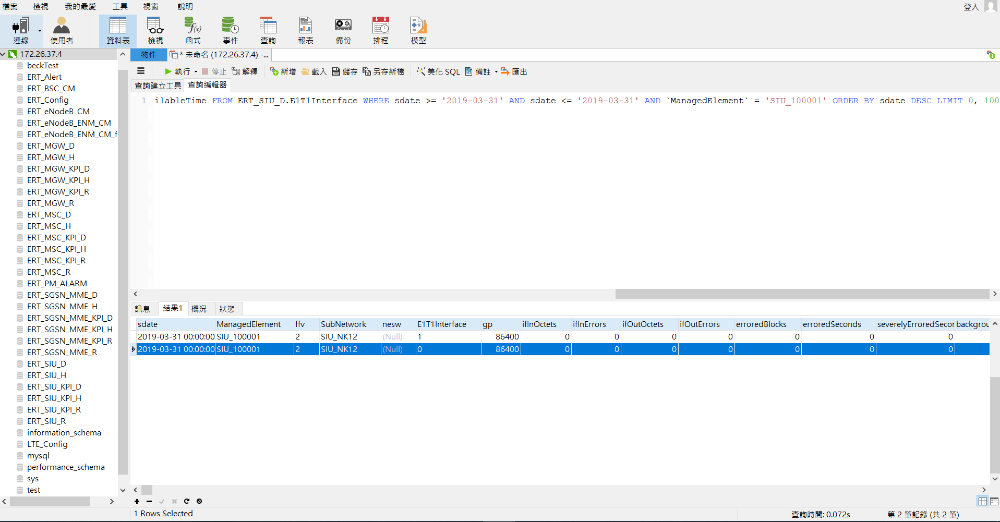 檔案 檢視 我的最愛 工具 視窗 說明 登入
連線 使用者 資料表 檢視 函式 事件 查詢 報表 備份 排程 模型
172.26.37.4
beckTest
ERT_Alert
ERT_BSC_CM
ERT_Config
ERT_eNodeB_CM
ERT_eNodeB_ENM_CM
ERT_eNodeB_ENM_CM_f
ERT_MGW_D
ERT_MGW_H
ERT_MGW_KPI_D
ERT_MGW_KPI_H
ERT_MGW_KPI_R
ERT_MGW_R
ERT_MSC_D
ERT_MSC_H
ERT_MSC_KPI_D
ERT_MSC_KPI_H
ERT_MSC_KPI_R
ERT_MSC_R
ERT_PM_ALARM
ERT_SGSN_MME_D
ERT_SGSN_MME_H
ERT_SGSN_MME_KPI_D
ERT_SGSN_MME_KPI_H
ERT_SGSN_MME_KPI_R
ERT_SGSN_MME_R
ERT_SIU_D
ERT_SIU_H
ERT_SIU_KPI_D
ERT_SIU_KPI_H
ERT_SIU_KPI_R
ERT_SIU_R
information_schema
LTE_Config
mysql
performance_schema
sys
test
物件 * 未命名 (172.26.37.4) -...
執行 停止 解釋 新增 載入 儲存 另存新檔 美化 SQL 備註 匯出
查詢建立工具 查詢編輯器
1 ilableTime FROM ERT_SIU_D.E1T1Interface WHERE sdate >= '2019-03-31' AND sdate <= '2019-03-31' AND `ManagedElement` = 'SIU_100001' ORDER BY sdate DESC LIMIT 0, 100
訊息 結果1 概況 狀態
sdate ManagedElement ffv SubNetwork nesw E1T1Interface gp ifInOctets ifInErrors ifOutOctets ifOutErrors erroredBlocks erroredSeconds severelyErroredSecor backgrou
2019-03-31 00:00:00 SIU_100001 2 SIU_NK12 (Null) 1 86400 0 0 0 0 0 0 0
2019-03-31 00:00:00 SIU_100001 2 SIU_NK12 (Null) 0 86400 0 0 0 0 0 0 0
1 Rows Selected 查詢時間: 0.072s 第 2 筆記錄 (共 2 筆)